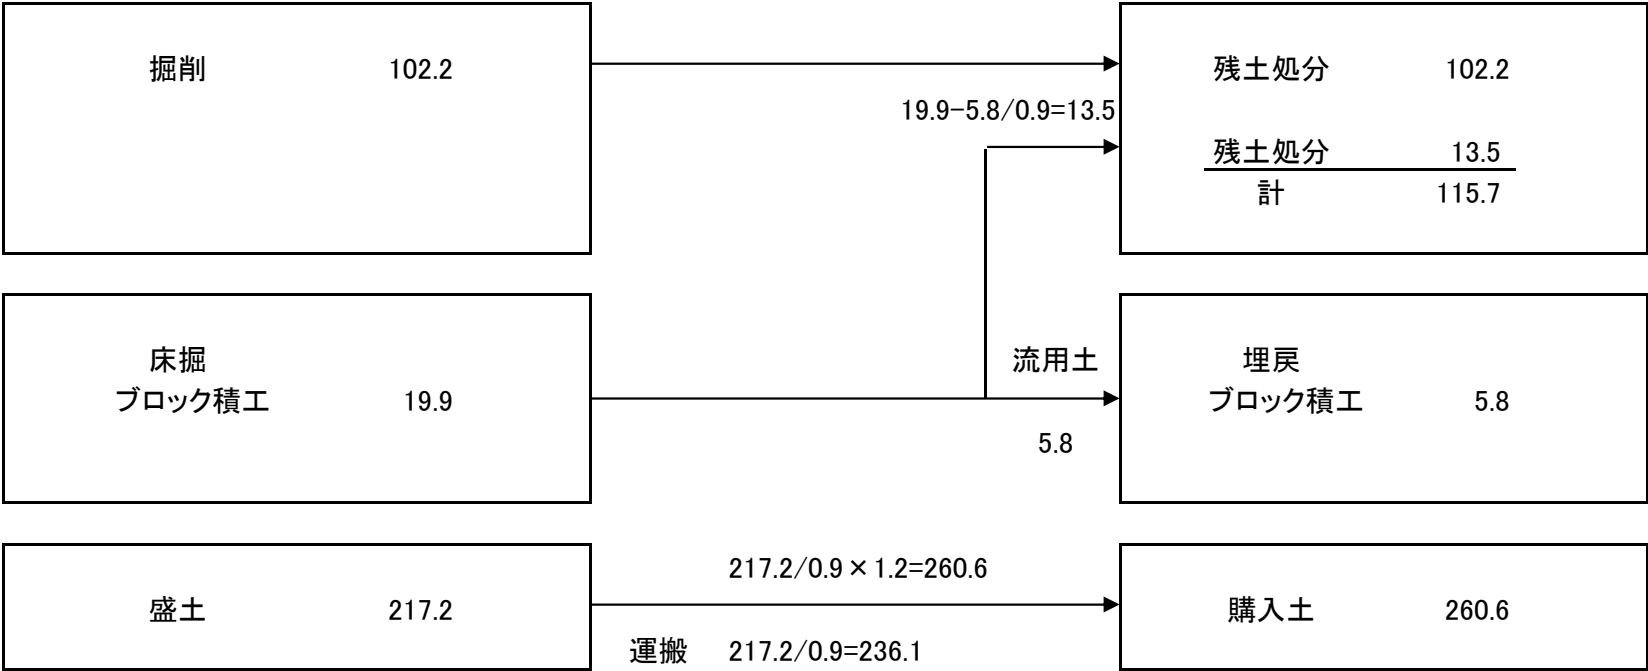 掘削 102.2
残土処分 102.2
19.9-5.8/0.9=13.5
残土処分 13.5
計 115.7
床掘
ブロック積工 19.9
流用土
5.8
埋戻
ブロック積工 5.8
盛土 217.2
217.2/0.9×1.2=260.6
運搬 217.2/0.9=236.1
購入土 260.6